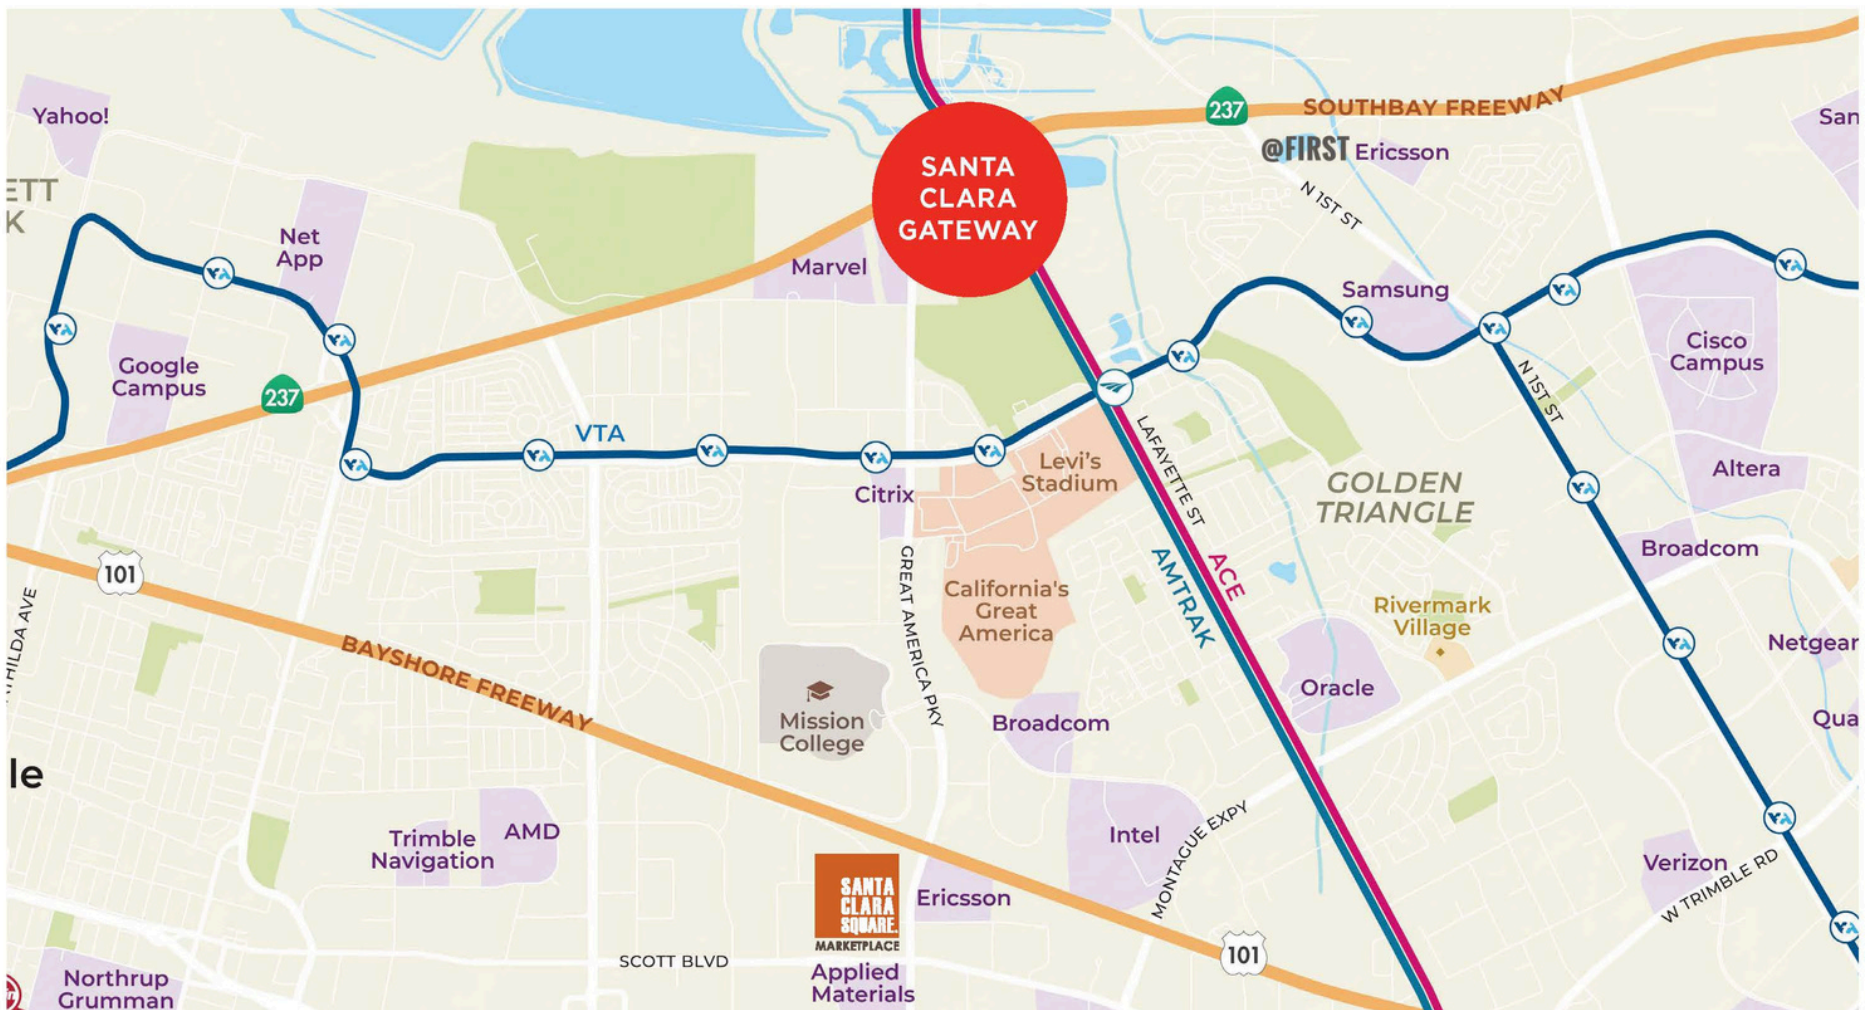 SANTA
CLARA
GATEWAY
237
SOUTHBAY FREEWAY
@FIRST
Ericsson
N 1ST ST
San
Yahoo!
ETT
K
Net
App
Marvel
Samsung
Google
Campus
237
Cisco
Campus
N 1ST ST
VTA
Citrix
Levi's
Stadium
LAFAYETTE ST
GOLDEN
TRIANGLE
Altera
Broadcom
101
GREAT AMERICA PKY
California's
Great
America
AMTRAK
ACE
Rivermark
Village
Netgear
THILDA AVE
BAYSHORE FREEWAY
Mission
College
Broadcom
Oracle
Qua
le
Trimble
Navigation
AMD
Intel
MONTAGUE EXPY
Verizon
W TRIMBLE RD
SANTA
CLARA
SQUARE.
MARKETPLACE
Ericsson
101
SCOTT BLVD
Applied
Materials
Northrup
Grumman